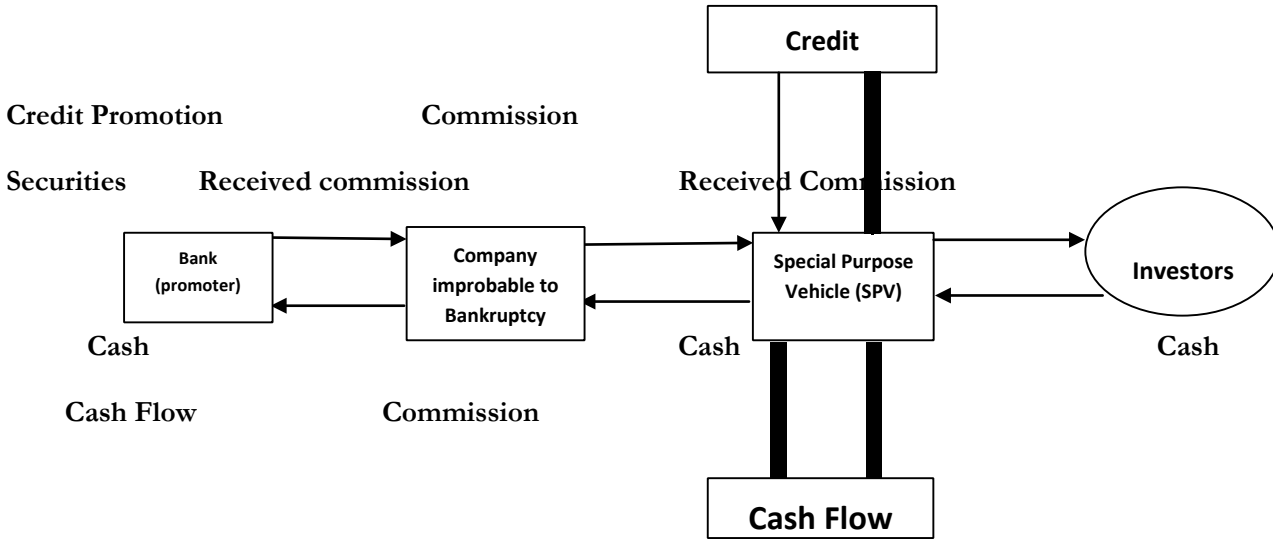 Credit
Credit Promotion Commission
Securities Received commission Received Commission
Bank
(promoter)
Company
improbable to
Bankruptcy
Special Purpose
Vehicle (SPV)
Investors
Cash Cash Cash
Cash Flow Commission
Cash Flow